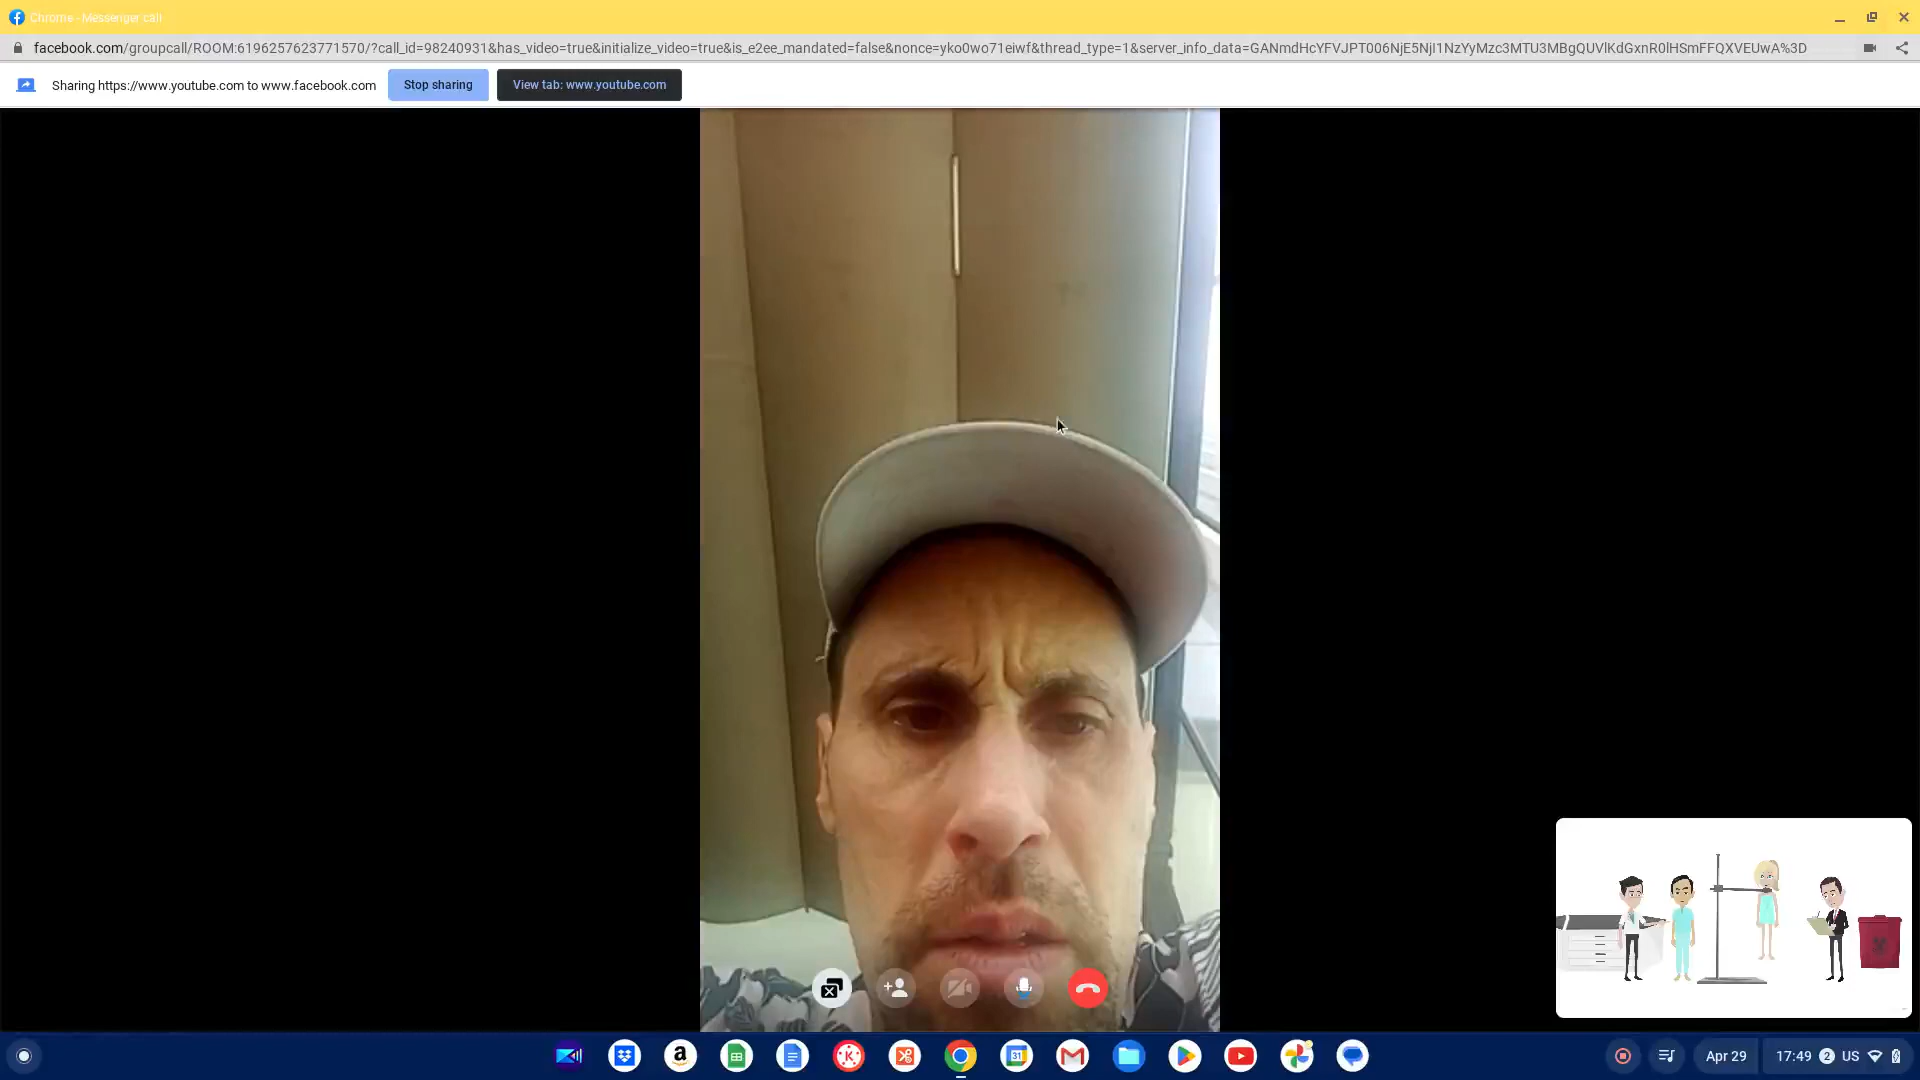 Chrome - Messenger call
facebook.com/groupcall/ROOM:6196257623771570/?call_id=98240931&has_video=true&initialize_video=true&is_e2ee_mandated=false&nonce=yko0wo71eiwf&thread_type=1&server_info_data=GANmdHcYFVJPT006NjE5NjI1NzYyMzc3MTU3MBgQUVlKdGxnR0lHSmFFQXVEUwA%3D
Sharing https://www.youtube.com to www.facebook.com
Stop sharing
View tab: www.youtube.com
31
Apr 29
17:49
2
US